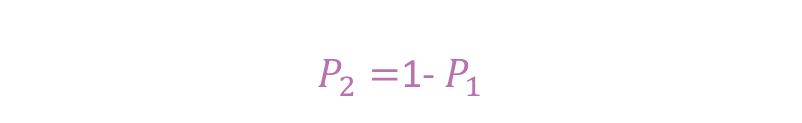 P₂ =1- P₁